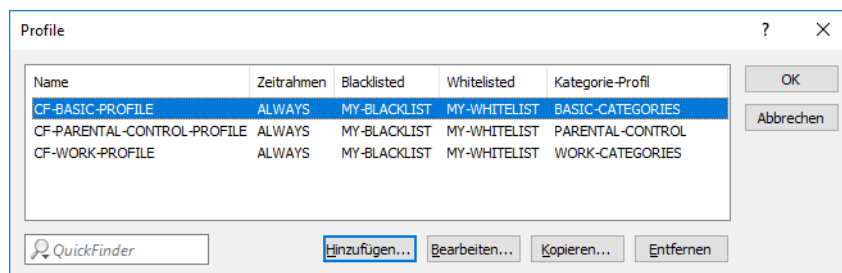 Profile
Name Zeitrahmen Blacklisted Whitelisted Kategorie-Profil
CF-BASIC-PROFILE ALWAYS MY-BLACKLIST MY-WHITELIST BASIC-CATEGORIES
CF-PARENTAL-CONTROL-PROFILE ALWAYS MY-BLACKLIST MY-WHITELIST PARENTAL-CONTROL
CF-WORK-PROFILE ALWAYS MY-BLACKLIST MY-WHITELIST WORK-CATEGORIES
OK
Abbrechen
QuickFinder Hinzufügen... Bearbeiten... Kopieren... Entfernen